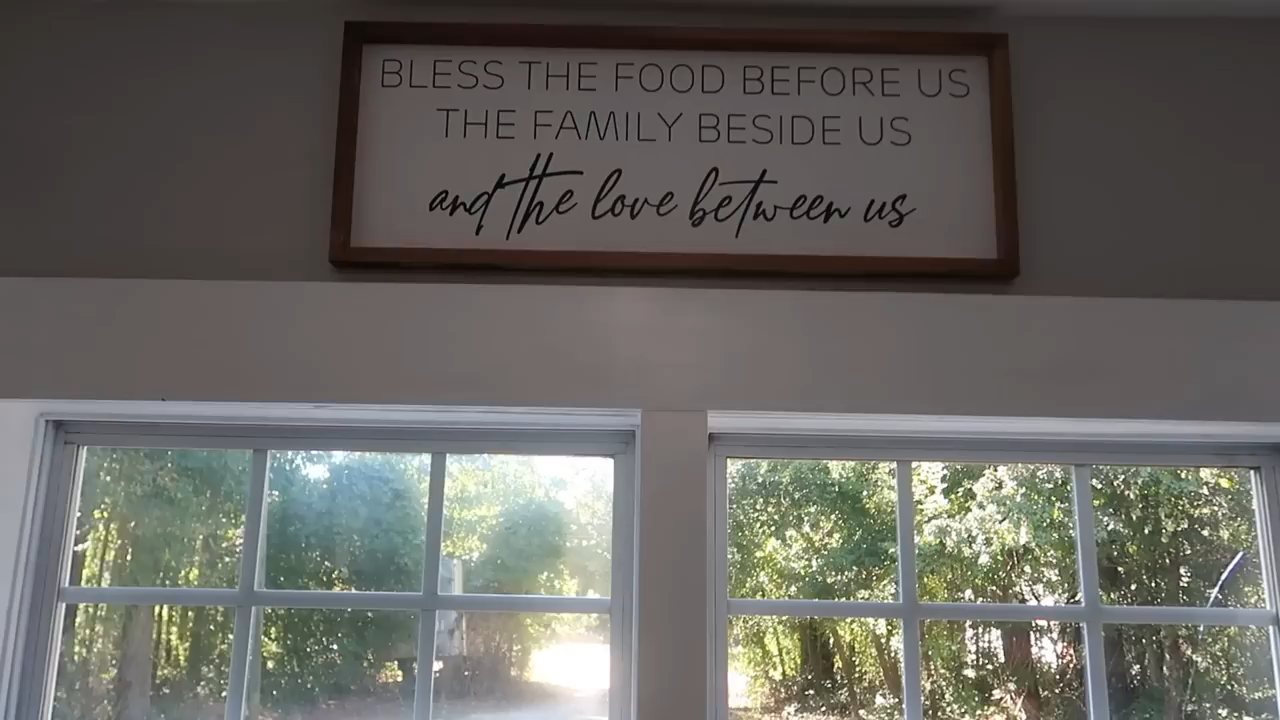 BLESS THE FOOD BEFORE US
THE FAMILY BESIDE US
and the love between us